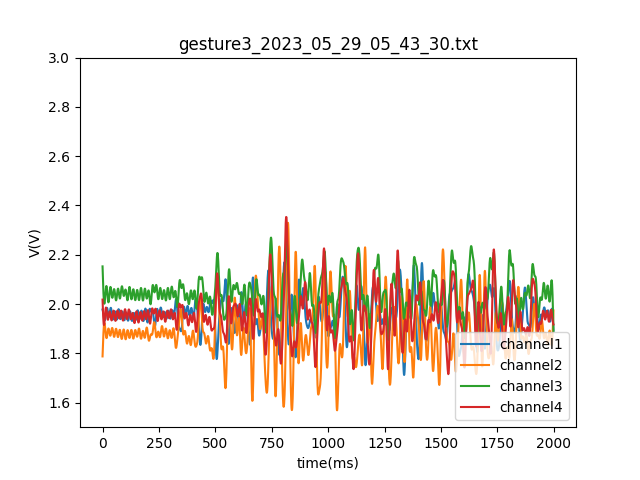 gesture3_2023_05_29_05_43_30.txt
3.0
2.8
2.6
2.4
2.2
2.0
1.8
1.6
V(V)
channel1
channel2
channel3
channel4
0 250 500 750 1000 1250 1500 1750 2000
time(ms)